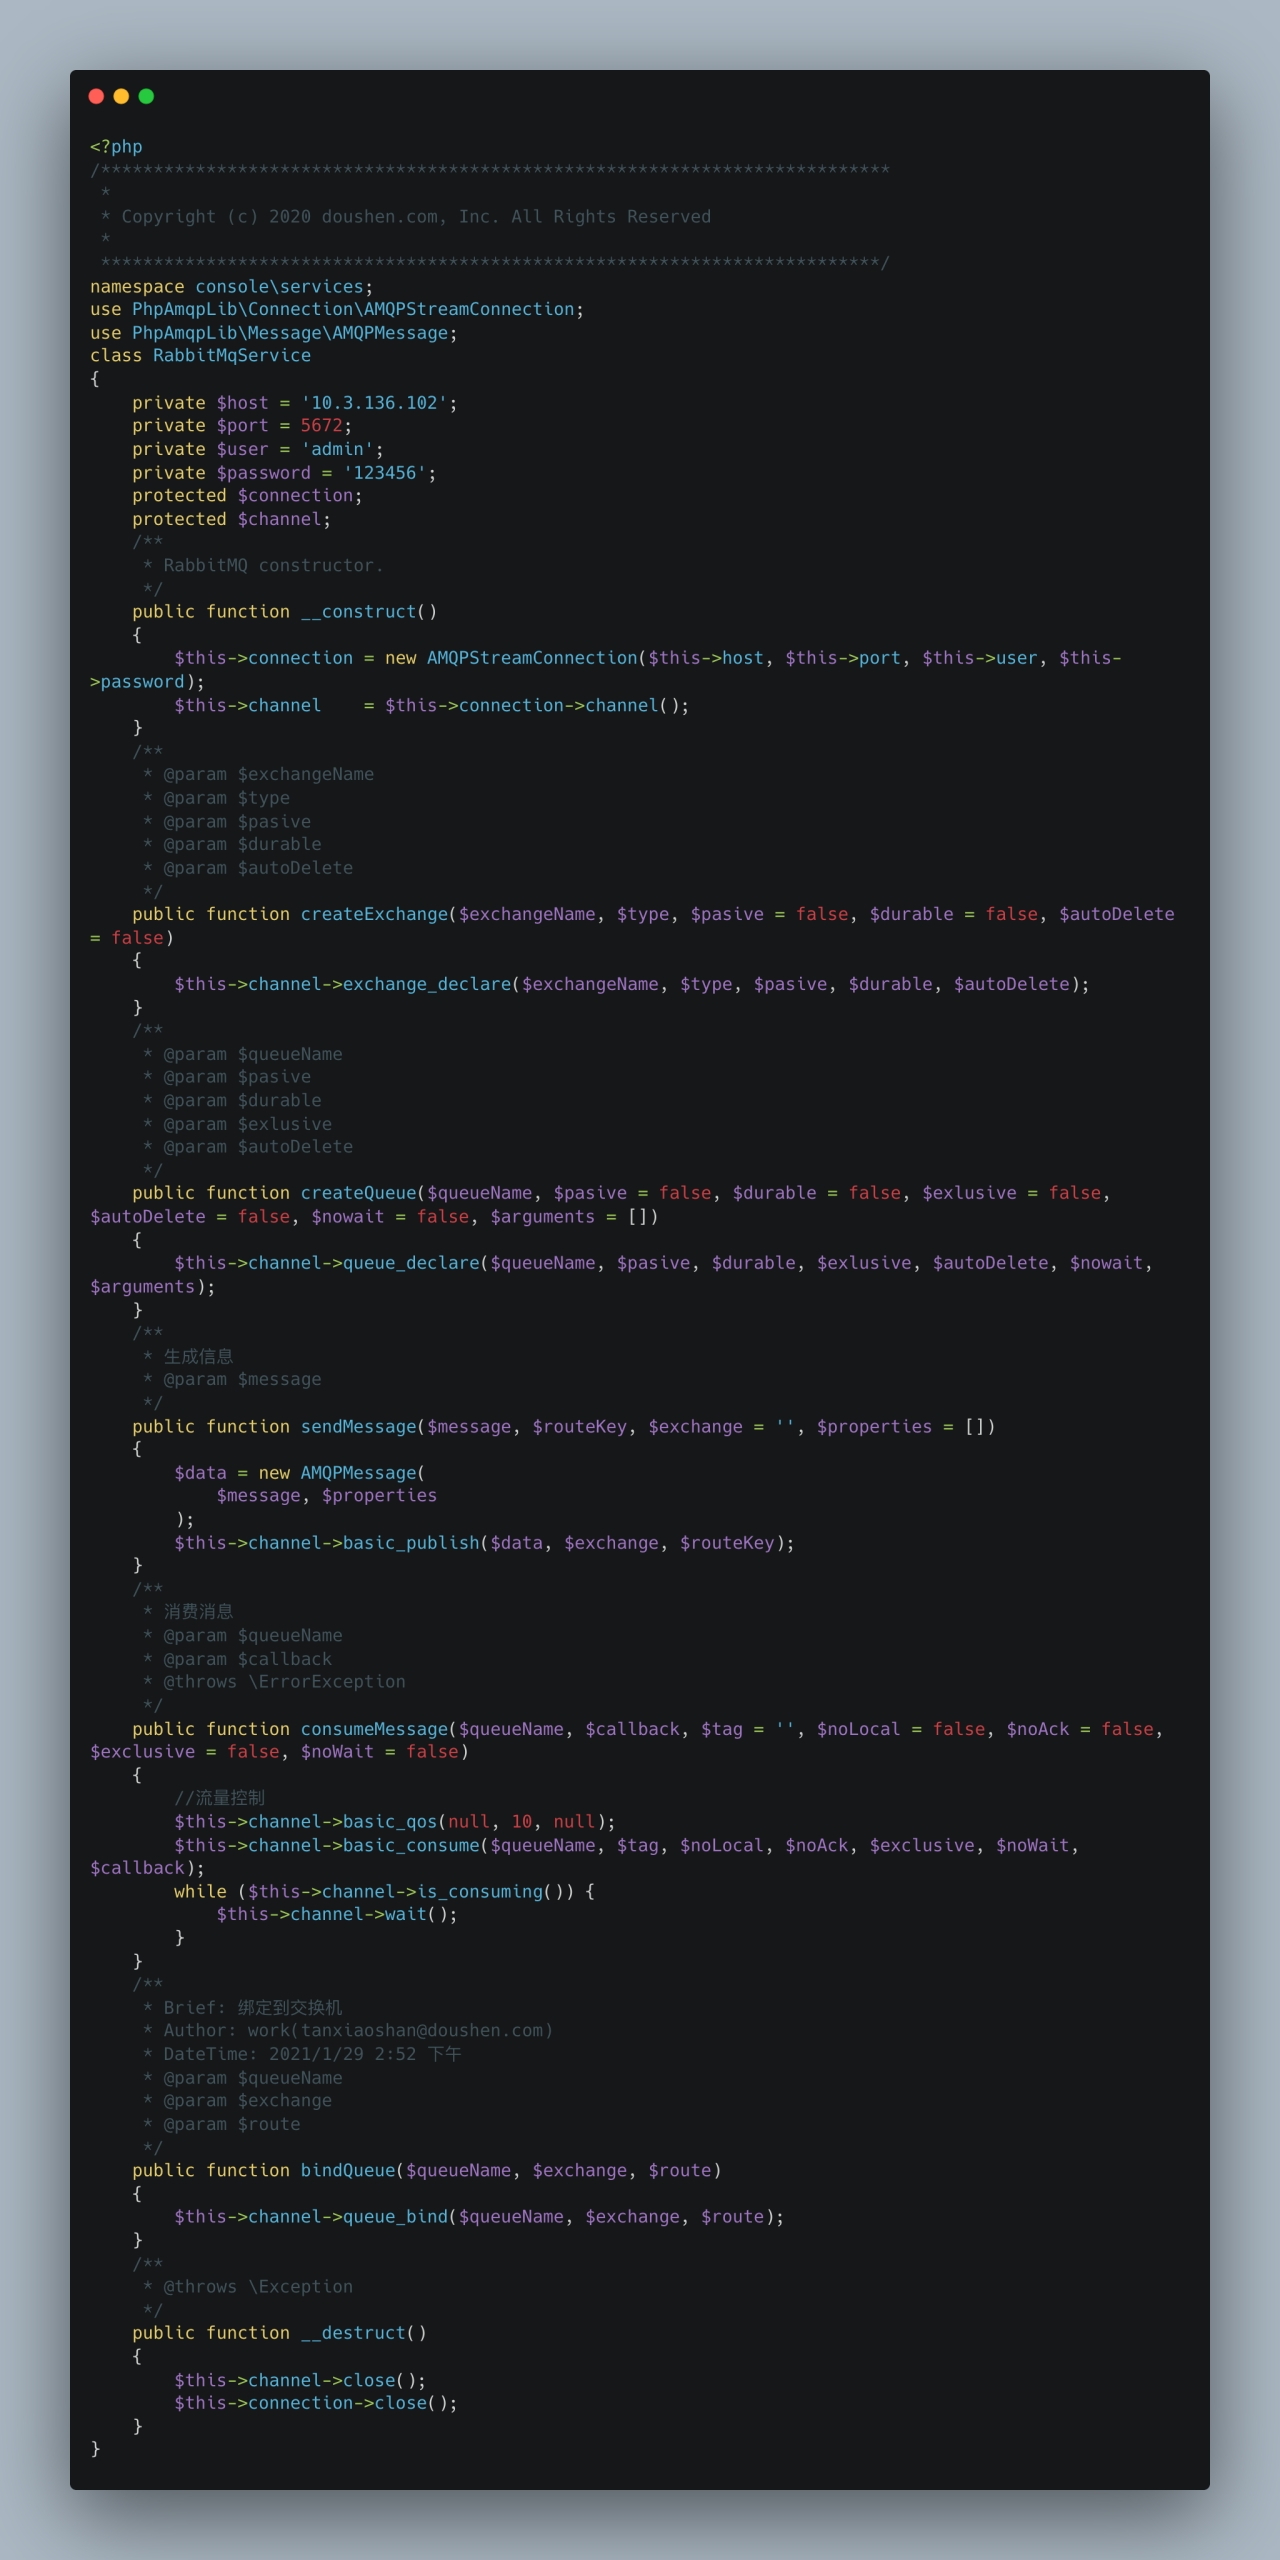 <?php
/***************************************************************************
 *
 * Copyright (c) 2020 doushen.com, Inc. All Rights Reserved
 *
 **************************************************************************/
namespace console\services;
use PhpAmqpLib\Connection\AMQPStreamConnection;
use PhpAmqpLib\Message\AMQPMessage;
class RabbitMqService
{
    private $host = '10.3.136.102';
    private $port = 5672;
    private $user = 'admin';
    private $password = '123456';
    protected $connection;
    protected $channel;
    /**
     * RabbitMQ constructor.
     */
    public function __construct()
    {
        $this->connection = new AMQPStreamConnection($this->host, $this->port, $this->user, $this-
>password);
        $this->channel    = $this->connection->channel();
    }
    /**
     * @param $exchangeName
     * @param $type
     * @param $pasive
     * @param $durable
     * @param $autoDelete
     */
    public function createExchange($exchangeName, $type, $pasive = false, $durable = false, $autoDelete
= false)
    {
        $this->channel->exchange_declare($exchangeName, $type, $pasive, $durable, $autoDelete);
    }
    /**
     * @param $queueName
     * @param $pasive
     * @param $durable
     * @param $exlusive
     * @param $autoDelete
     */
    public function createQueue($queueName, $pasive = false, $durable = false, $exlusive = false,
$autoDelete = false, $nowait = false, $arguments = [])
    {
        $this->channel->queue_declare($queueName, $pasive, $durable, $exlusive, $autoDelete, $nowait,
$arguments);
    }
    /**
     * 生成信息
     * @param $message
     */
    public function sendMessage($message, $routeKey, $exchange = '', $properties = [])
    {
        $data = new AMQPMessage(
            $message, $properties
        );
        $this->channel->basic_publish($data, $exchange, $routeKey);
    }
    /**
     * 消费消息
     * @param $queueName
     * @param $callback
     * @throws \ErrorException
     */
    public function consumeMessage($queueName, $callback, $tag = '', $noLocal = false, $noAck = false,
$exclusive = false, $noWait = false)
    {
        //流量控制
        $this->channel->basic_qos(null, 10, null);
        $this->channel->basic_consume($queueName, $tag, $noLocal, $noAck, $exclusive, $noWait,
$callback);
        while ($this->channel->is_consuming()) {
            $this->channel->wait();
        }
    }
    /**
     * Brief: 绑定到交换机
     * Author: work(tanxiaoshan@doushen.com)
     * DateTime: 2021/1/29 2:52 下午
     * @param $queueName
     * @param $exchange
     * @param $route
     */
    public function bindQueue($queueName, $exchange, $route)
    {
        $this->channel->queue_bind($queueName, $exchange, $route);
    }
    /**
     * @throws \Exception
     */
    public function __destruct()
    {
        $this->channel->close();
        $this->connection->close();
    }
}